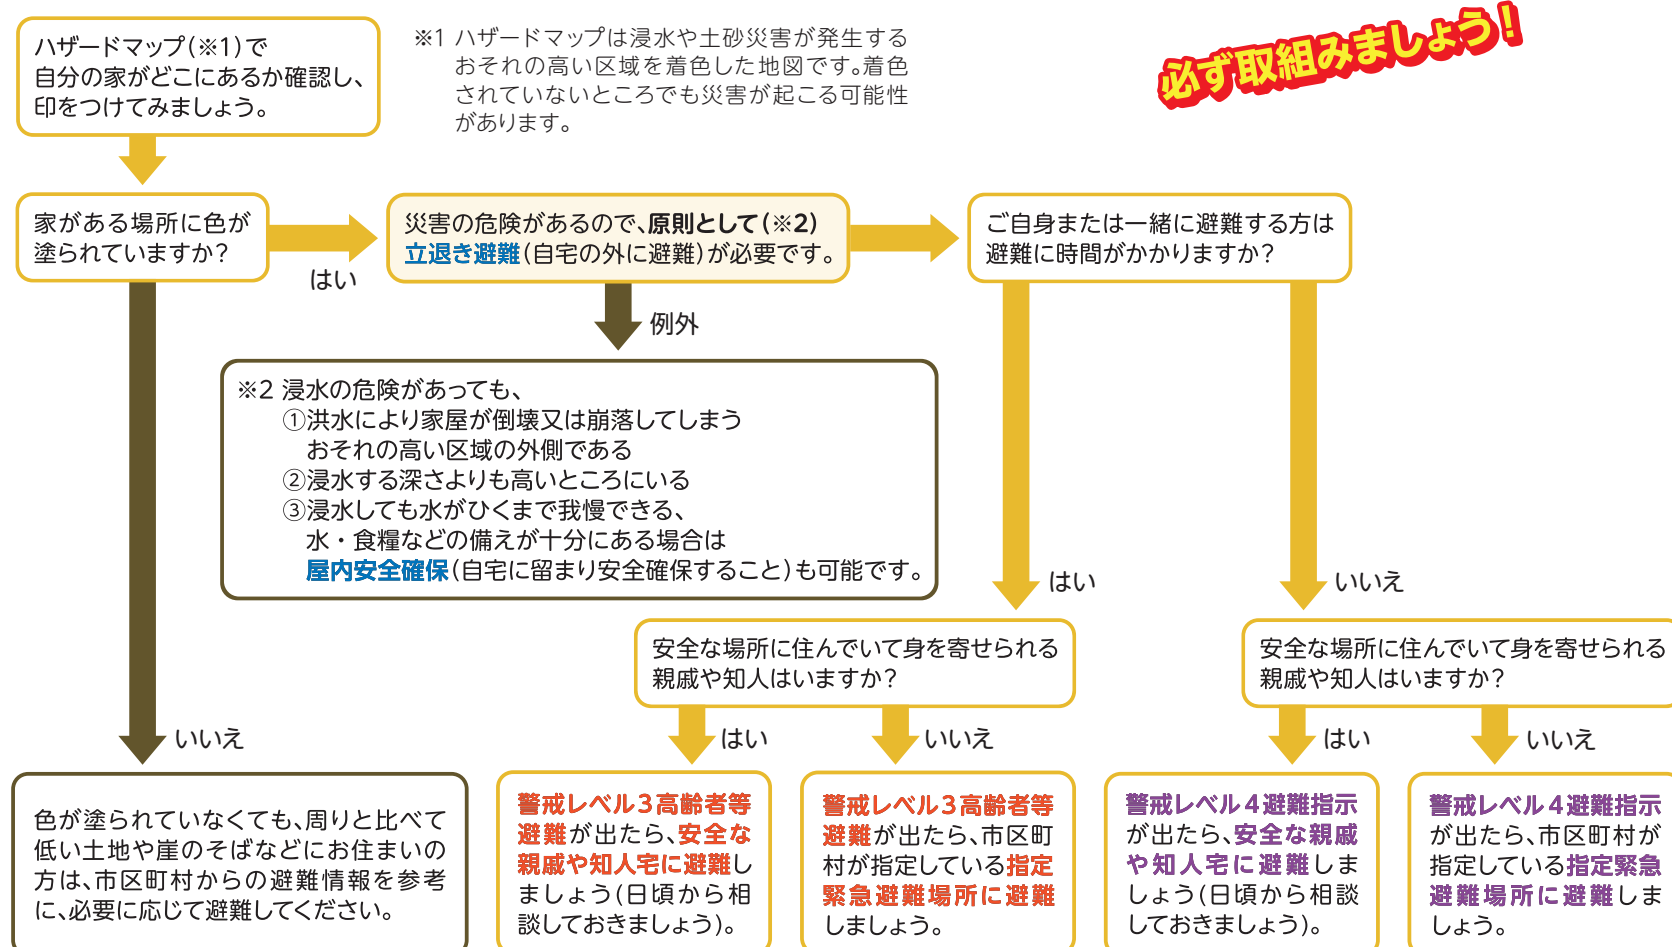 ハザードマップ(※1)で
自分の家がどこにあるか確認し、
印をつけてみましょう。
※1 ハザードマップは浸水や土砂災害が発生する
おそれの高い区域を着色した地図です。着色
されていないところでも災害が起こる可能性
があります。
必ず取組みましょう!
家がある場所に色が
塗られていますか?
はい
災害の危険があるので、原則として(※2)
立退き避難(自宅の外に避難)が必要です。
ご自身または一緒に避難する方は
避難に時間がかかりますか?
例外
※2 浸水の危険があっても、
①洪水により家屋が倒壊又は崩落してしまう
おそれの高い区域の外側である
②浸水する深さよりも高いところにいる
③浸水しても水がひくまで我慢できる、
水・食糧などの備えが十分にある場合は
屋内安全確保(自宅に留まり安全確保すること)も可能です。
はい
いいえ
安全な場所に住んでいて身を寄せられる
親戚や知人はいますか?
安全な場所に住んでいて身を寄せられる
親戚や知人はいますか?
いいえ
はい
いいえ
はい
いいえ
色が塗られていなくても、周りと比べて
低い土地や崖のそばなどにお住まいの
方は、市区町村からの避難情報を参考
に、必要に応じて避難してください。
警戒レベル3高齢者等
避難が出たら、安全な
親戚や知人宅に避難し
ましょう(日頃から相
談しておきましょう)。
警戒レベル3高齢者等
避難が出たら、市区町
村が指定している指定
緊急避難場所に避難
しましょう。
警戒レベル4避難指示
が出たら、安全な親戚
や知人宅に避難しま
しょう(日頃から相談
しておきましょう)。
警戒レベル4避難指示
が出たら、市区町村が
指定している指定緊急
避難場所に避難しま
しょう。